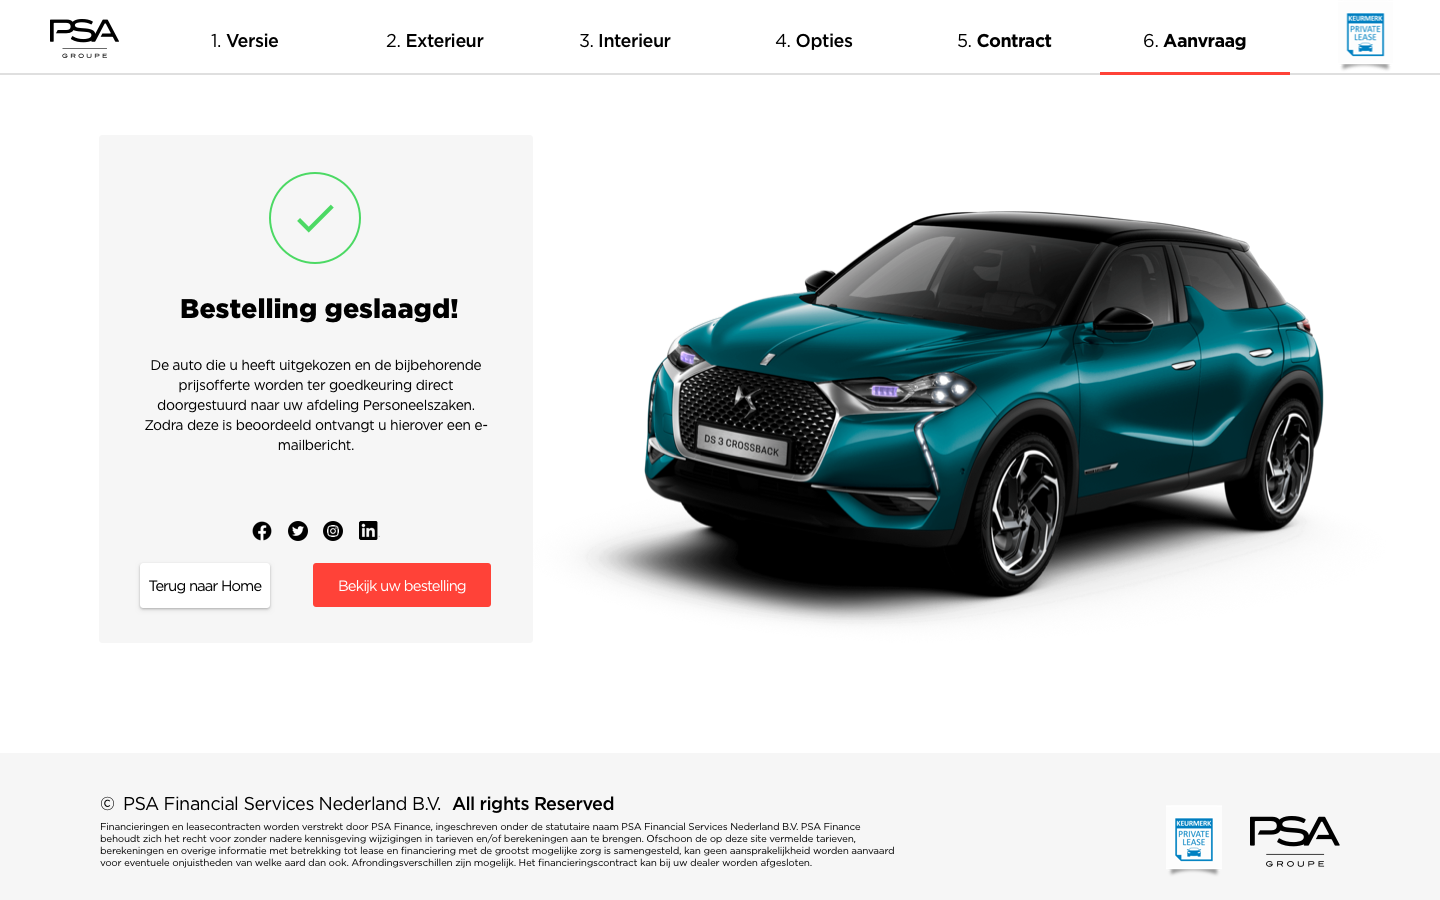 PSA
GROUPE
1. Versie
2. Exterieur
3. Interieur
4. Opties
5. Contract
6. Aanvraag
KEURMERK
PRIVATE
LEASE
Bestelling geslaagd!
De auto die u heeft uitgekozen en de bijbehorende
prijsofferte worden ter goedkeuring direct
doorgestuurd naar uw afdeling Personeelszaken.
Zodra deze is beoordeeld ontvangt u hierover een e-
mailbericht.
Terug naar Home
Bekijk uw bestelling
DS 3 CROSSBACK
© PSA Financial Services Nederland B.V. All rights Reserved
Financieringen en leasecontracten worden verstrekt door PSA Finance, ingeschreven onder de statutaire naam PSA Financial Services Nederland B.V. PSA Finance
behoudt zich het recht voor zonder nadere kennisgeving wijzigingen in tarieven en/of berekeningen aan te brengen. Ofschoon de op deze site vermelde tarieven,
berekeningen en overige informatie met betrekking tot lease en financiering met de grootst mogelijke zorg is samengesteld, kan geen aansprakelijkheid worden aanvaard
voor eventuele onjuistheden van welke aard dan ook. Afrondingsverschillen zijn mogelijk. Het financieringscontract kan bij uw dealer worden afgesloten.
KEURMERK
PRIVATE
LEASE
PSA
GROUPE